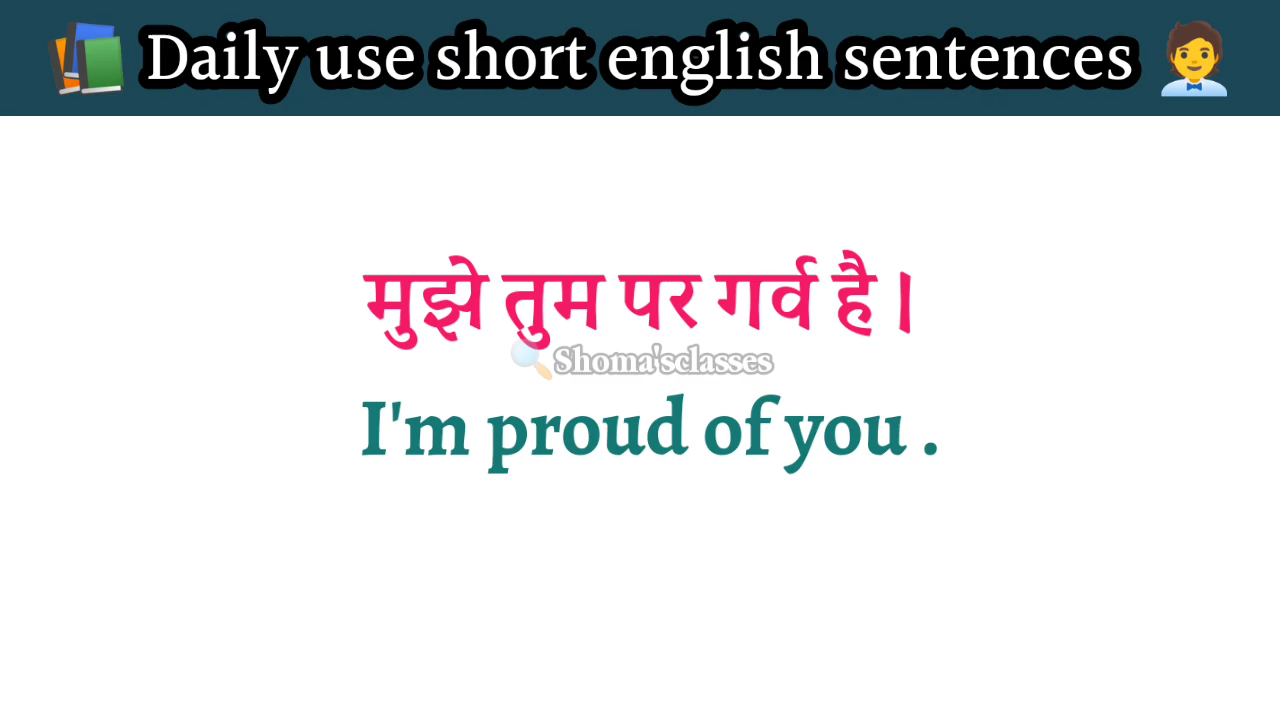 Daily use short english sentences
मुझे तुम पर गर्व है।
Shoma'sclasses
I'm proud of you .